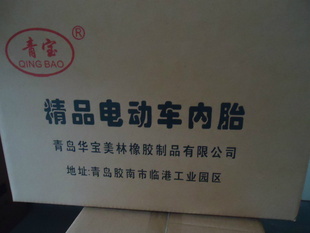 青宝
QING BAO
®
精品电动车内胎
青岛华宝美林橡胶制品有限公司
地址:青岛胶南市临港工业园区